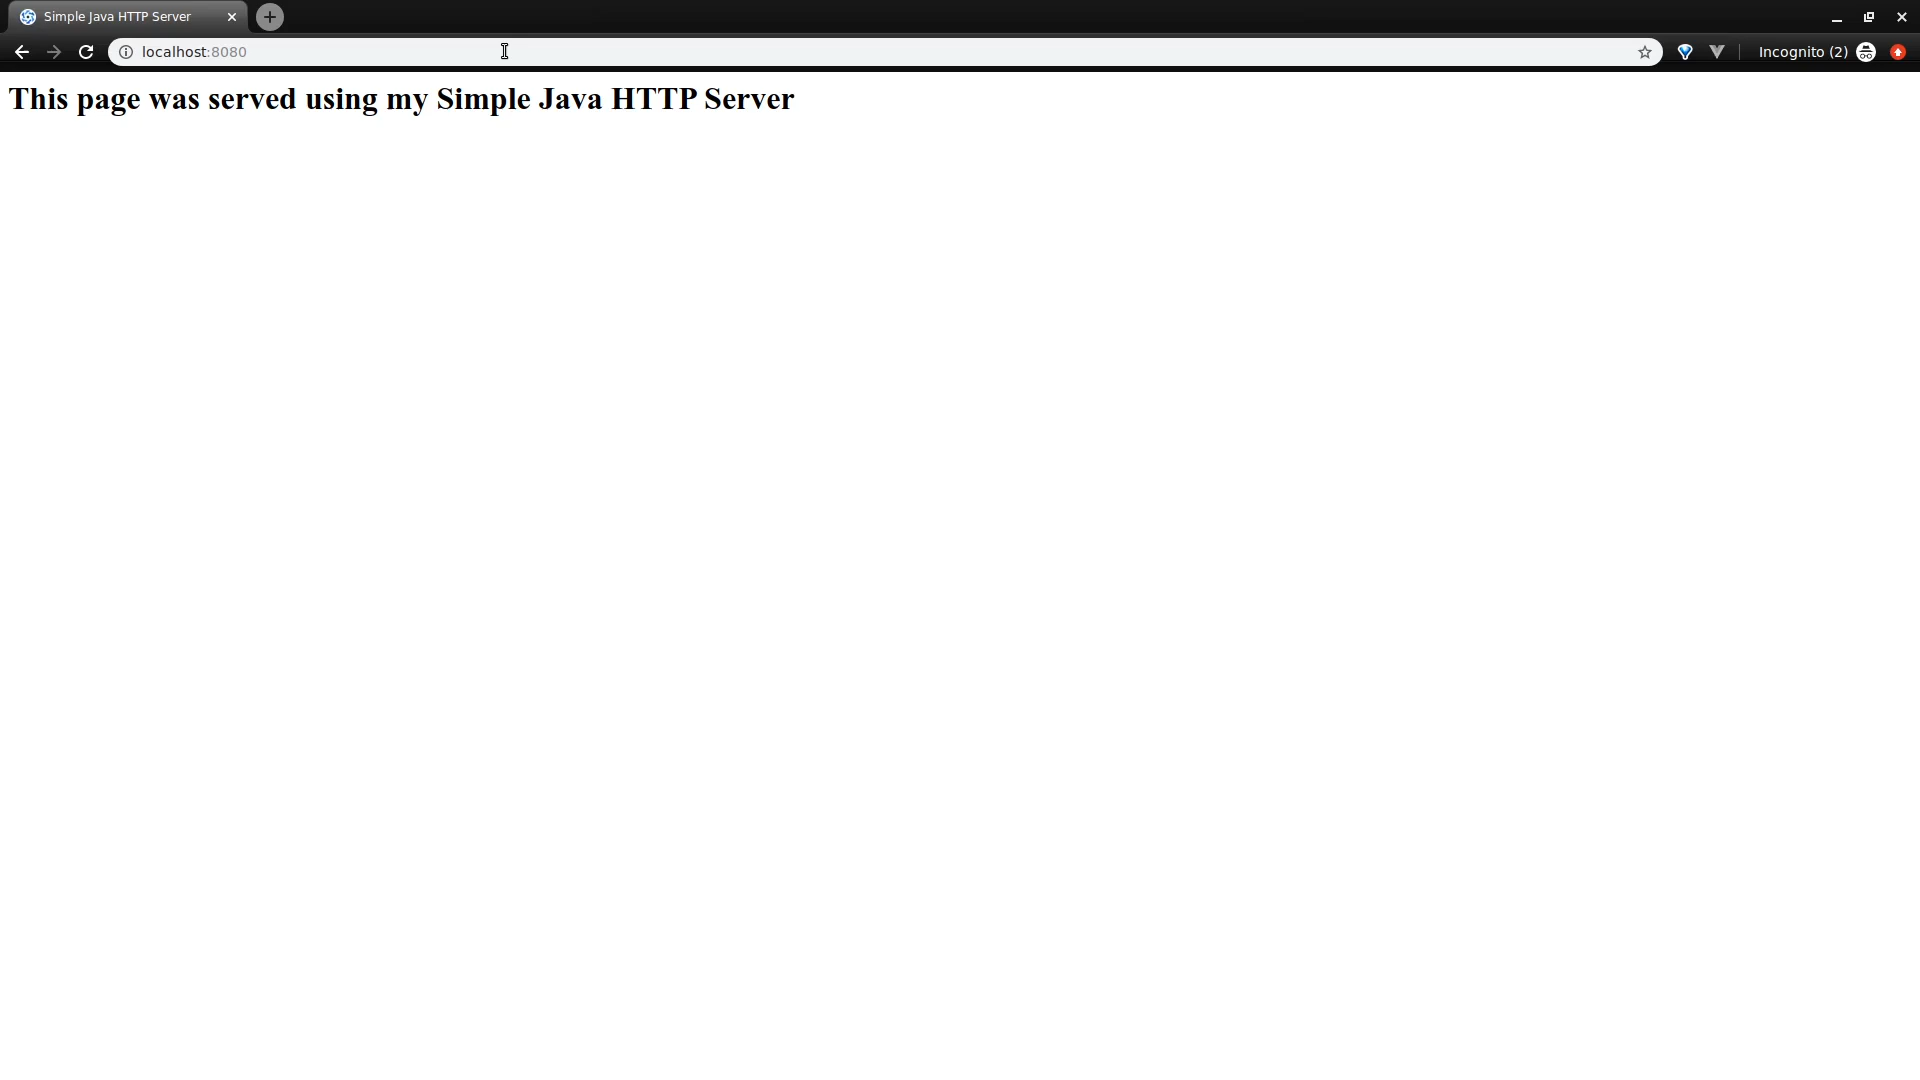 Simple Java HTTP Server
localhost:8080
Incognito (2)
This page was served using my Simple Java HTTP Server